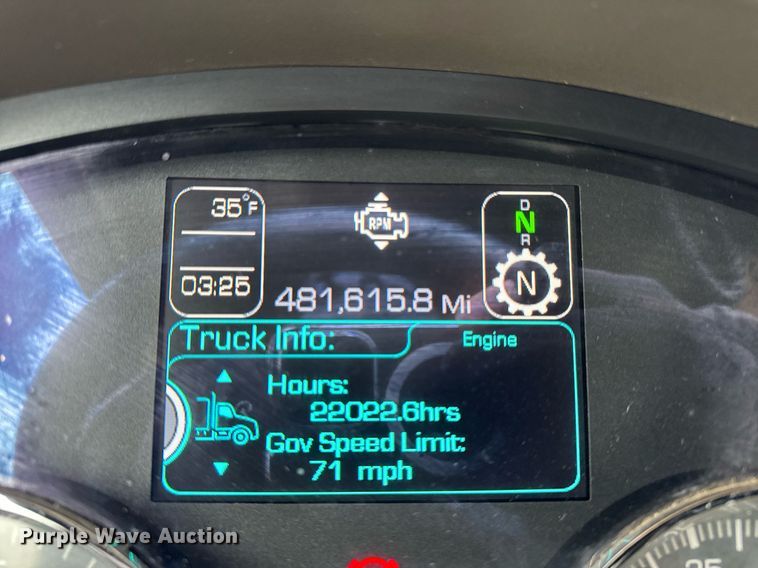 35°F
03:25
RPM
481,615.8 Mi
D
N
R
N
Truck Info:
Engine
Hours:
22022.6hrs
Gov Speed Limit:
71 mph
Purple Wave Auction